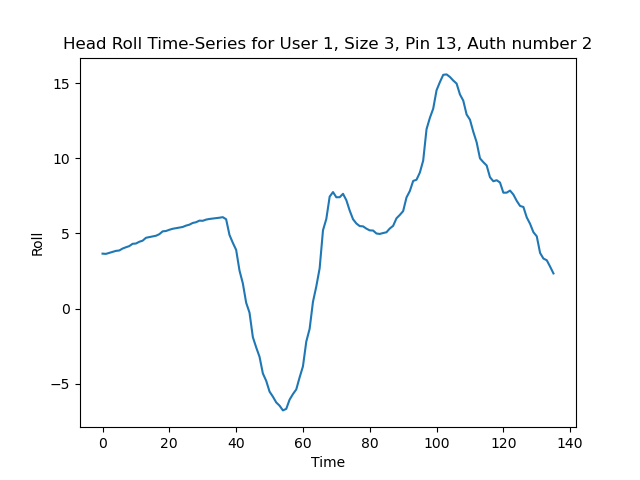 Head Roll Time-Series for User 1, Size 3, Pin 13, Auth number 2
15
10
5
0
−5
Roll
0 20 40 60 80 100 120 140
Time